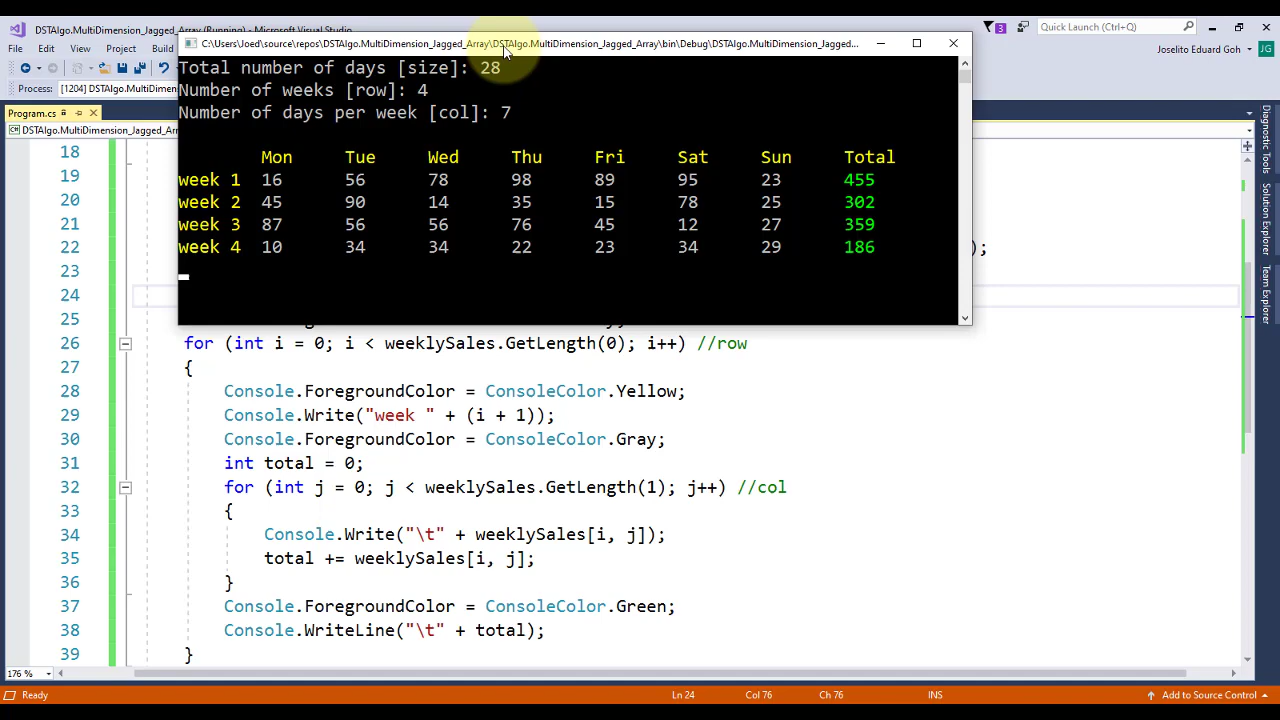 DSTAlgo.MultiDimension_Jagged_Array (Running) - Microsoft Visual Studio
Quick Launch (Ctrl+Q)
File Edit View Project Build
Joselito Eduard Goh JG
C:\Users\Joed\source\repos\DSTAlgo.MultiDimension_Jagged_Array\DSTAlgo.MultiDimension_Jagged_Array\bin\Debug\DSTAlgo.MultiDimension_Jagged...
Process: [1204] DSTAlgo.MultiDimension
Program.cs
DSTAlgo.MultiDimension_Jagged_Arr
Total number of days [size]: 28
Number of weeks [row]: 4
Number of days per week [col]: 7
Mon Tue Wed Thu Fri Sat Sun Total
week 1 16 56 78 98 89 95 23 455
week 2 45 90 14 35 15 78 25 302
week 3 87 56 56 76 45 12 27 359
week 4 10 34 34 22 23 34 29 186
18
19
20
21
22 );
23
24
25
26 for (int i = 0; i < weeklySales.GetLength(0); i++) //row
27 {
28 Console.ForegroundColor = ConsoleColor.Yellow;
29 Console.Write("week " + (i + 1));
30 Console.ForegroundColor = ConsoleColor.Gray;
31 int total = 0;
32 for (int j = 0; j < weeklySales.GetLength(1); j++) //col
33 {
34 Console.Write("\t" + weeklySales[i, j]);
35 total += weeklySales[i, j];
36 }
37 Console.ForegroundColor = ConsoleColor.Green;
38 Console.WriteLine("\t" + total);
39 }
Diagnostic Tools
Solution Explorer
Team Explorer
176 %
Ready Ln 24 Col 76 Ch 76 INS Add to Source Control